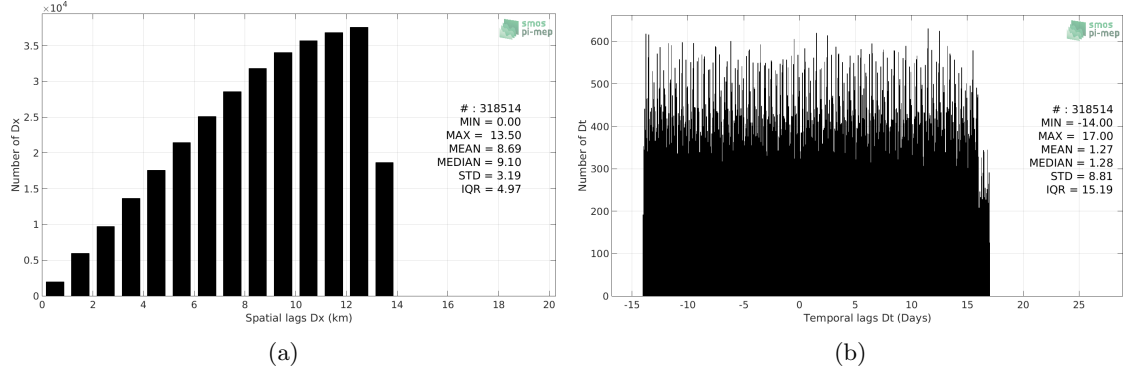 ×10⁴
3.5
3
2.5
2
1.5
1
0.5
0
Number of Dx
0 2 4 6 8 10 12 14 16 18 20
Spatial lags Dx (km)
smos
pi-mep
# : 318514
MIN = 0.00
MAX = 13.50
MEAN = 8.69
MEDIAN = 9.10
STD = 3.19
IQR = 4.97
(a)
600
500
400
300
200
100
0
Number of Dt
-15 -10 -5 0 5 10 15 20 25
Temporal lags Dt (Days)
smos
pi-mep
# : 318514
MIN = -14.00
MAX = 17.00
MEAN = 1.27
MEDIAN = 1.28
STD = 8.81
IQR = 15.19
(b)